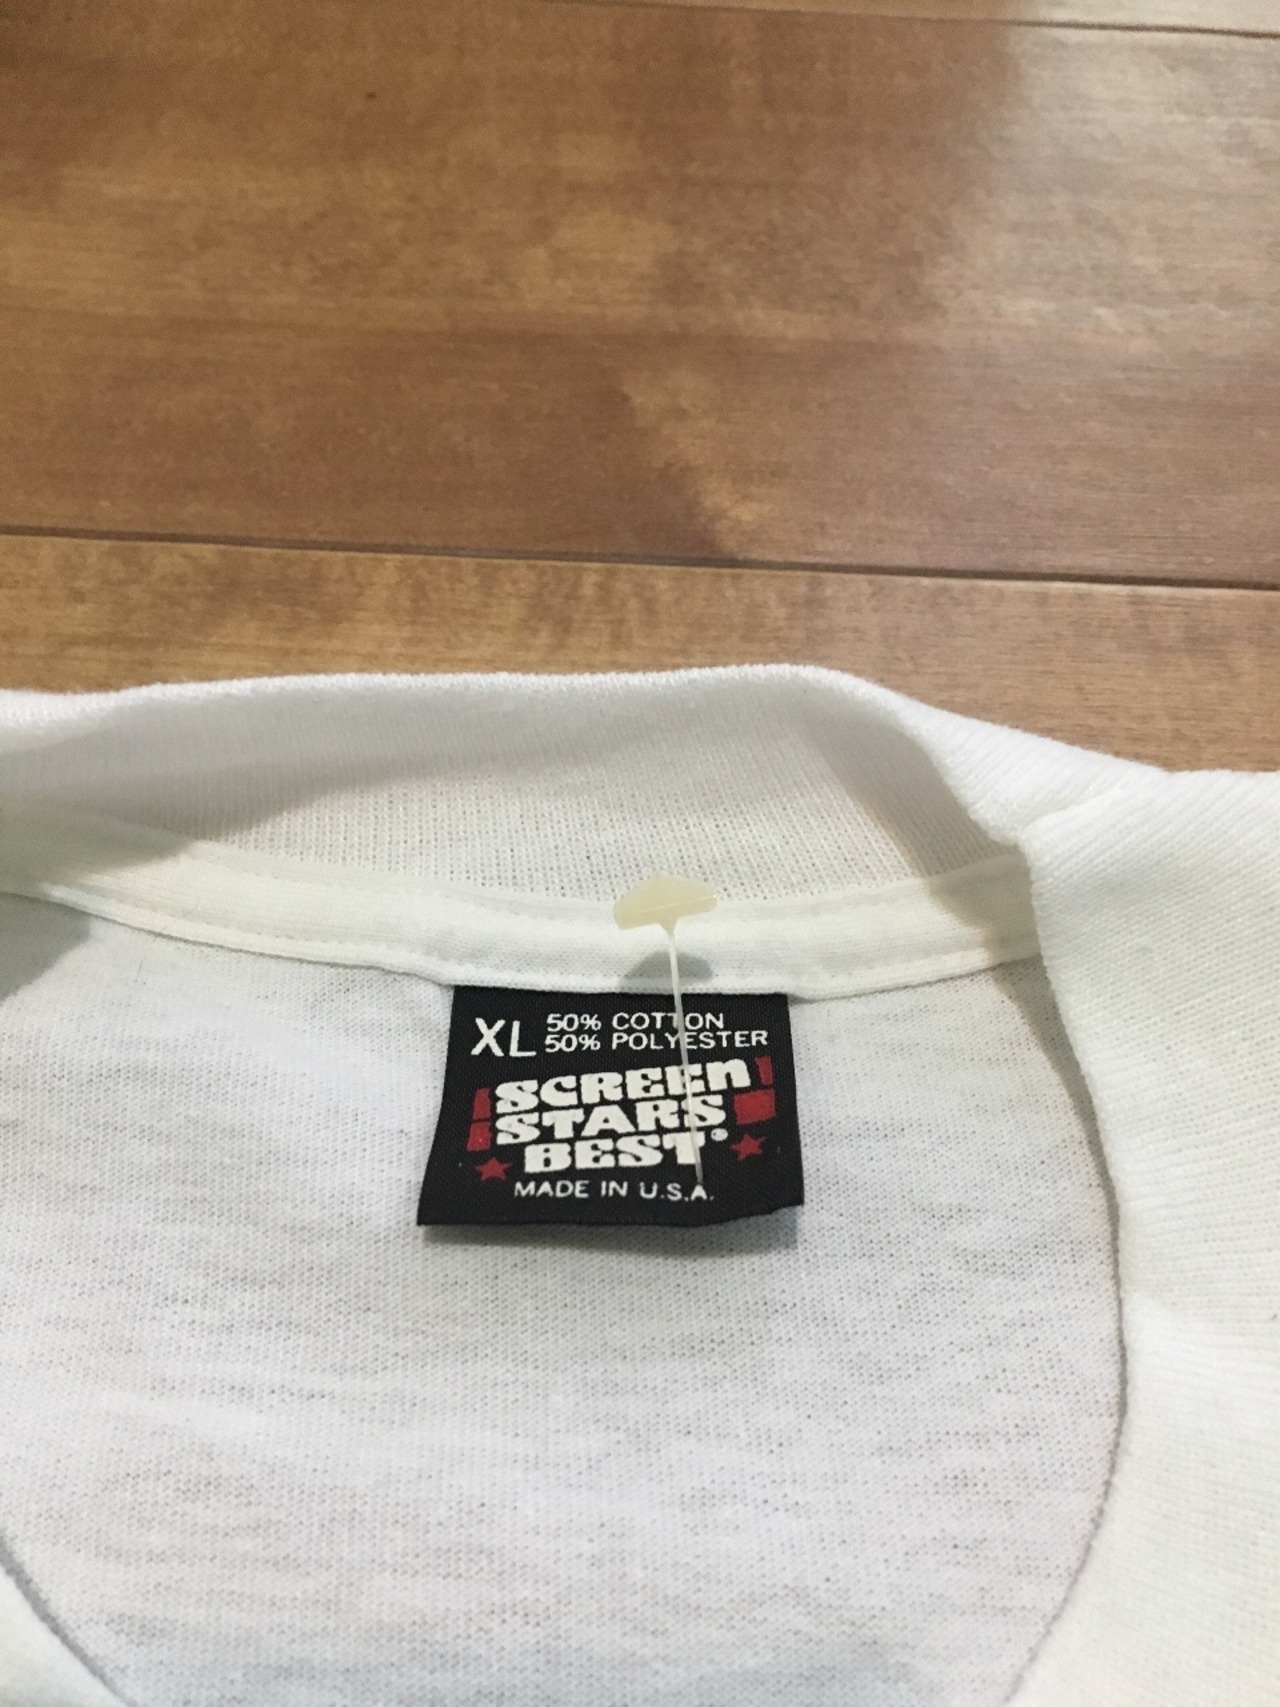 XL 50% COTTON
50% POLYESTER
SCREEN
STARS
BEST®
MADE IN U.S.A.